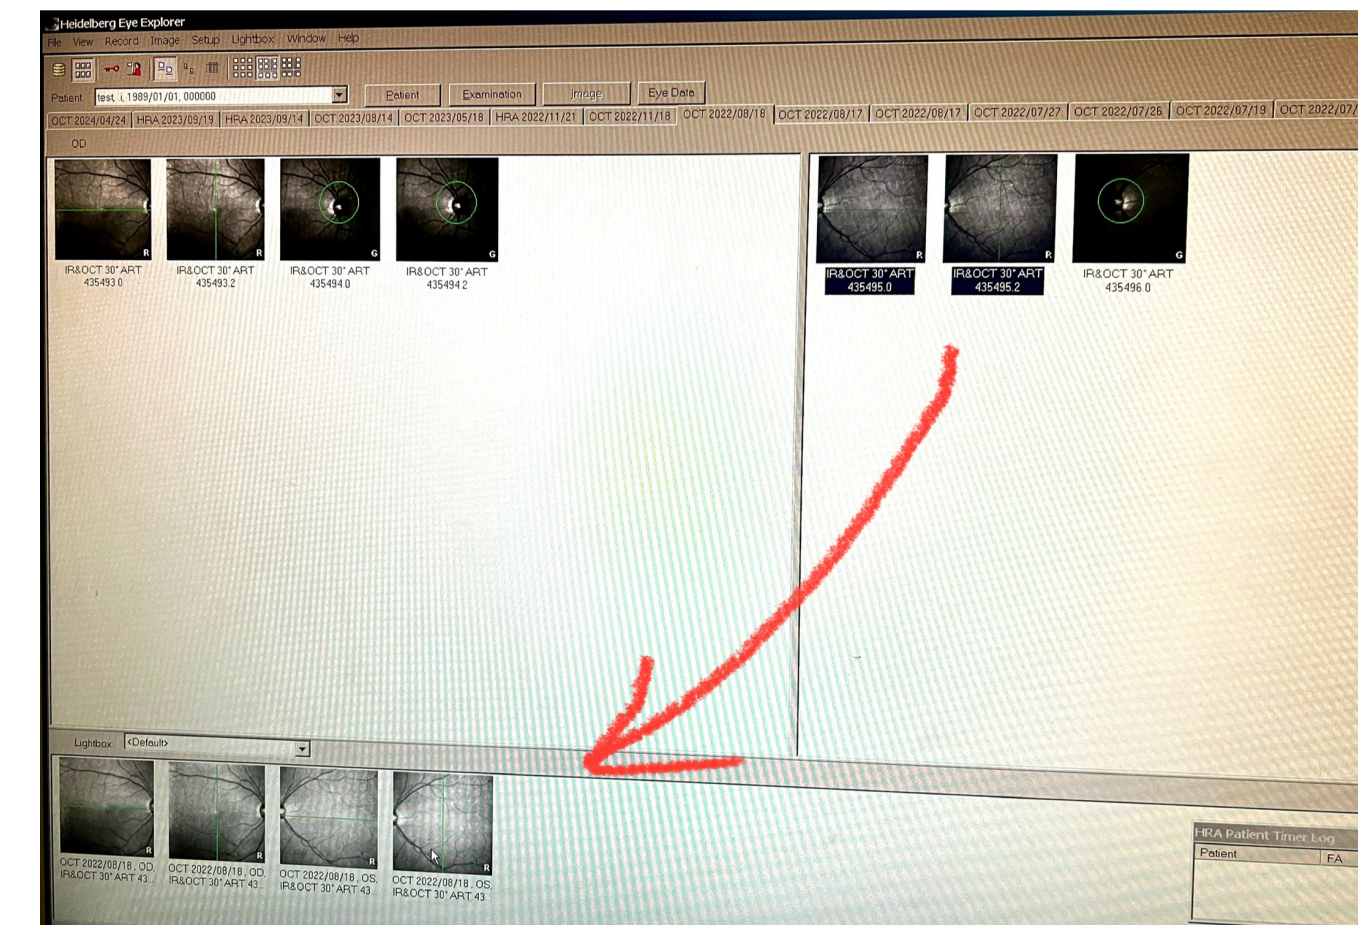 Heidelberg Eye Explorer
File View Record Image Setup Lightbox Window Help
Patient: test, i, 1989/01/01, 000000 Patient Examination Image Eye Data
OCT 2024/04/24 HRA 2023/09/19 HRA 2023/09/14 OCT 2023/08/14 OCT 2023/05/18 HRA 2022/11/21 OCT 2022/11/18 OCT 2022/08/18 OCT 2022/08/17 OCT 2022/08/17 OCT 2022/07/27 OCT 2022/07/26 OCT 2022/07/19 OCT 2022/07/
OD
R R G G
IR&OCT 30° ART IR&OCT 30° ART IR&OCT 30° ART IR&OCT 30° ART
435493.0 435493.2 435494.0 435494.2
R R G
IR&OCT 30° ART IR&OCT 30° ART IR&OCT 30° ART
435495.0 435495.2 435496.0
Lightbox: <Default>
R R R R
OCT 2022/08/18, OD, OCT 2022/08/18, OD, OCT 2022/08/18, OS, OCT 2022/08/18, OS,
IR&OCT 30° ART 43... IR&OCT 30° ART 43... IR&OCT 30° ART 43... IR&OCT 30° ART 43...
HRA Patient Timer Log
Patient FA